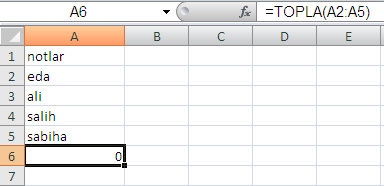 A6 fx =TOPLA(A2:A5)
A B C D E
1 notlar
2 eda
3 ali
4 salih
5 sabiha
6 0
7